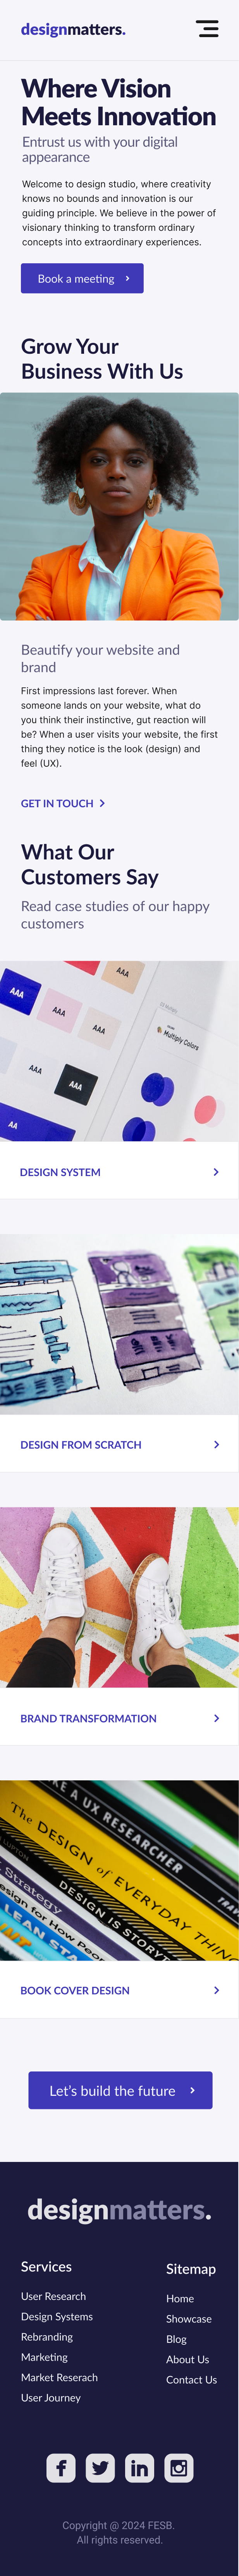 designmatters.
Where Vision
Meets Innovation
Entrust us with your digital
appearance
Welcome to design studio, where creativity
knows no bounds and innovation is our
guiding principle. We believe in the power of
visionary thinking to transform ordinary
concepts into extraordinary experiences.
Book a meeting
Grow Your
Business With Us
Beautify your website and
brand
First impressions last forever. When
someone lands on your website, what do
you think their instinctive, gut reaction will
be? When a user visits your website, the first
thing they notice is the look (design) and
feel (UX).
GET IN TOUCH
What Our
Customers Say
Read case studies of our happy
customers
AAA
AAA
AAA
AAA
AAA
AA
Multiply Colors
DESIGN SYSTEM
DESIGN FROM SCRATCH
BRAND TRANSFORMATION
KE A UX RESEARCHER
The DESIGN of EVERYDAY THING
LUPTON
DESIGN IS STORYT
Strategy
esign for How Peo
LEAN STA
BOOK COVER DESIGN
Let's build the future
designmatters.
Services
User Research
Design Systems
Rebranding
Marketing
Market Reserach
User Journey
Sitemap
Home
Showcase
Blog
About Us
Contact Us
Copyright @ 2024 FESB.
All rights reserved.